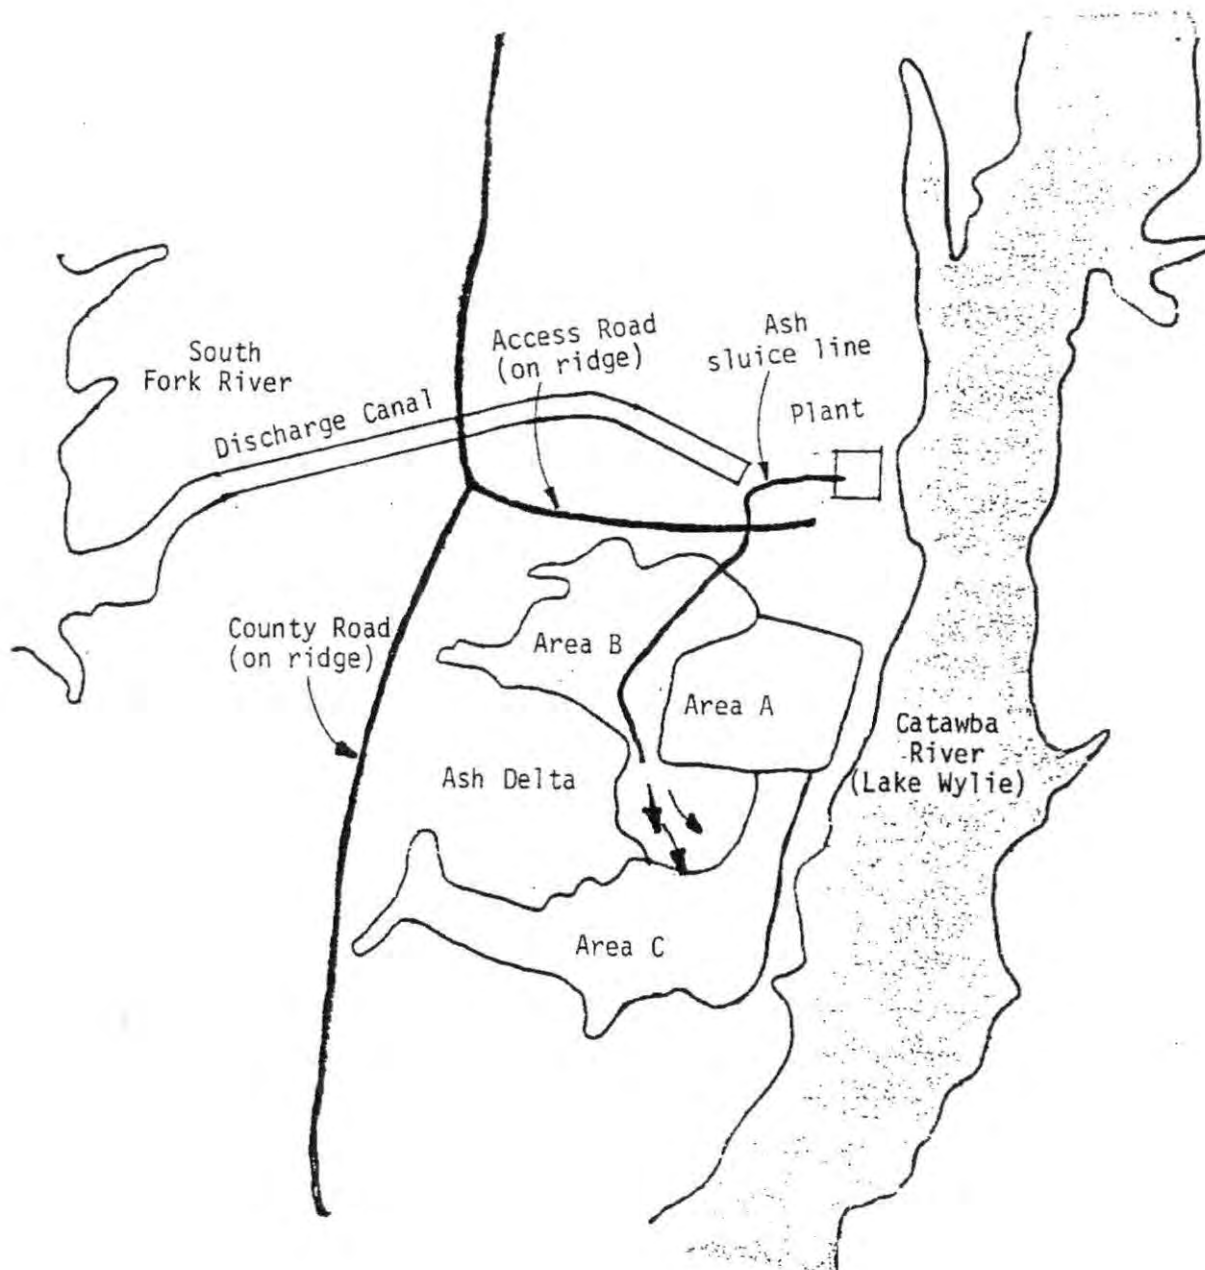 Access Road
(on ridge)
Ash
sluice line
South
Fork River
Discharge Canal
Plant
County Road
(on ridge)
Area B
Area A
Catawba
River
(Lake Wylie)
Ash Delta
Area C